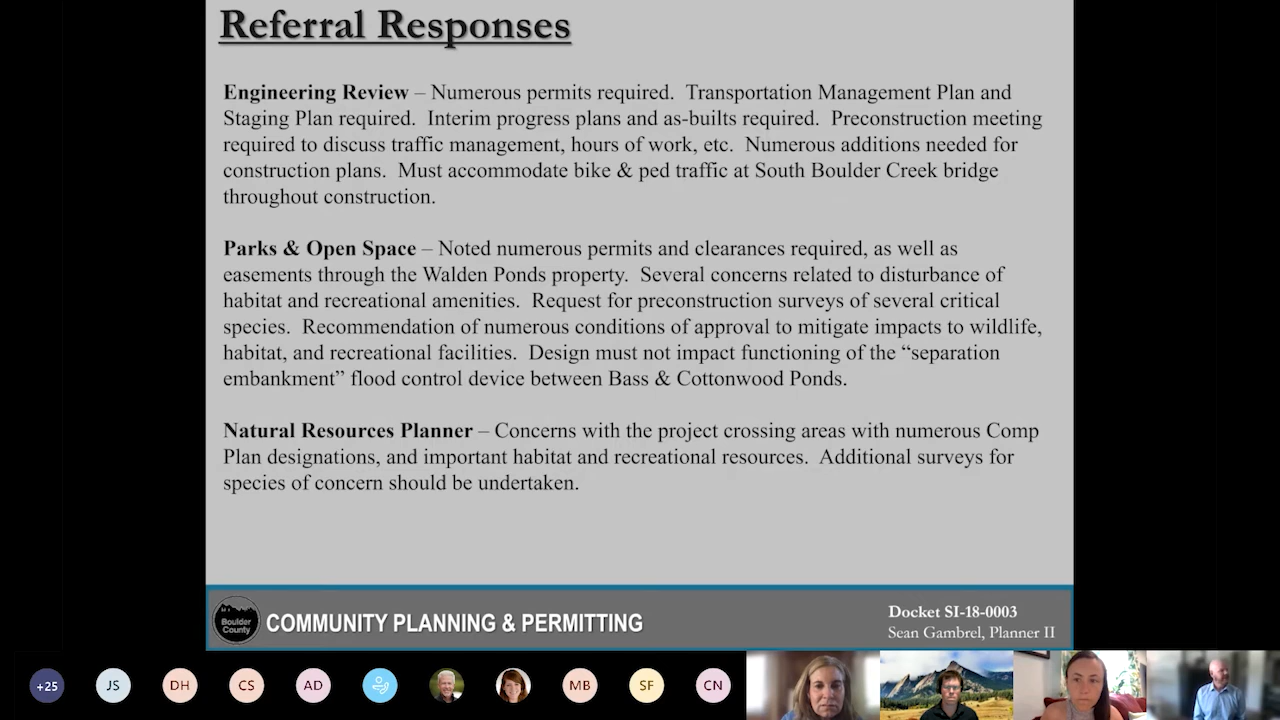 Referral Responses
Engineering Review – Numerous permits required. Transportation Management Plan and
Staging Plan required. Interim progress plans and as-builts required. Preconstruction meeting
required to discuss traffic management, hours of work, etc. Numerous additions needed for
construction plans. Must accommodate bike & ped traffic at South Boulder Creek bridge
throughout construction.
Parks & Open Space – Noted numerous permits and clearances required, as well as
easements through the Walden Ponds property. Several concerns related to disturbance of
habitat and recreational amenities. Request for preconstruction surveys of several critical
species. Recommendation of numerous conditions of approval to mitigate impacts to wildlife,
habitat, and recreational facilities. Design must not impact functioning of the “separation
embankment” flood control device between Bass & Cottonwood Ponds.
Natural Resources Planner – Concerns with the project crossing areas with numerous Comp
Plan designations, and important habitat and recreational resources. Additional surveys for
species of concern should be undertaken.
Boulder
County
COMMUNITY PLANNING & PERMITTING
Docket SI-18-0003
Sean Gambrel, Planner II
+25 JS DH CS AD MB SF CN